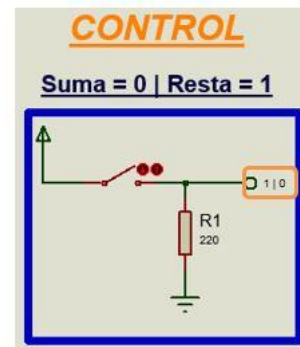 CONTROL
Suma = 0 | Resta = 1
1 | 0
R1
220